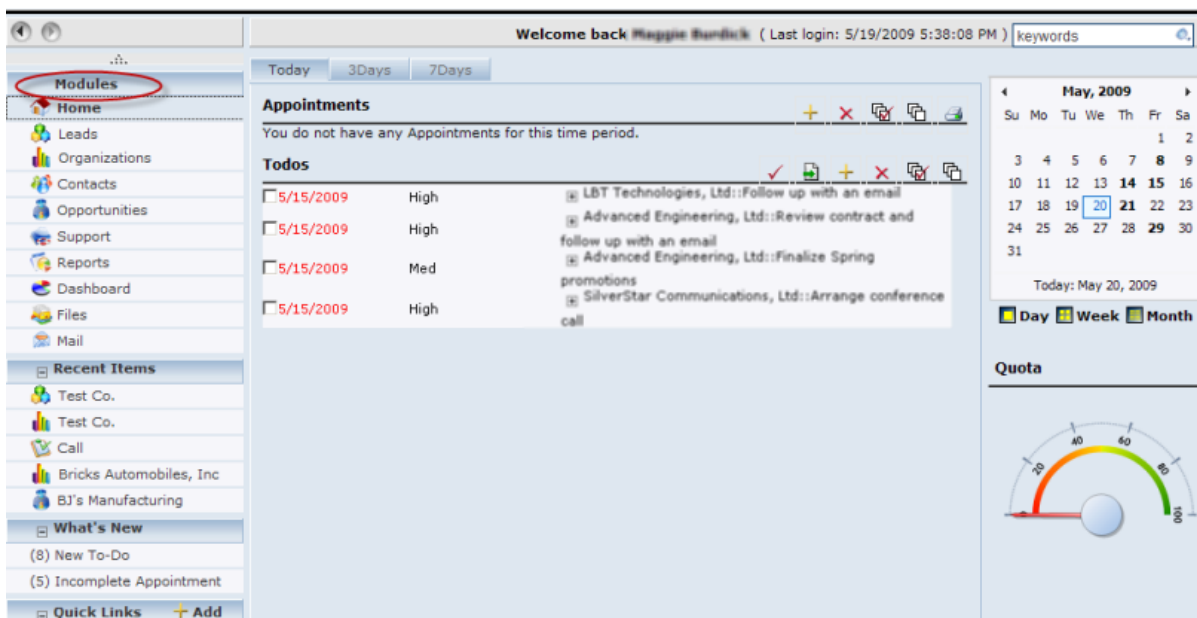 Welcome back ( Last login: 5/19/2009 5:38:08 PM ) keywords
Modules
Home
Leads
Organizations
Contacts
Opportunities
Support
Reports
Dashboard
Files
Mail
Recent Items
Test Co.
Test Co.
Call
Bricks Automobiles, Inc
BJ's Manufacturing
What's New
(8) New To-Do
(5) Incomplete Appointment
Quick Links Add
Today 3Days 7Days
Appointments
You do not have any Appointments for this time period.
Todos
5/15/2009 High LBT Technologies, Ltd::Follow up with an email
5/15/2009 High Advanced Engineering, Ltd::Review contract and
follow up with an email
5/15/2009 Med Advanced Engineering, Ltd::Finalize Spring
promotions
5/15/2009 High SilverStar Communications, Ltd::Arrange conference
call
May, 2009
Su Mo Tu We Th Fr Sa
1 2
3 4 5 6 7 8 9
10 11 12 13 14 15 16
17 18 19 20 21 22 23
24 25 26 27 28 29 30
31
Today: May 20, 2009
Day Week Month
Quota
0 20 40 60 80 100